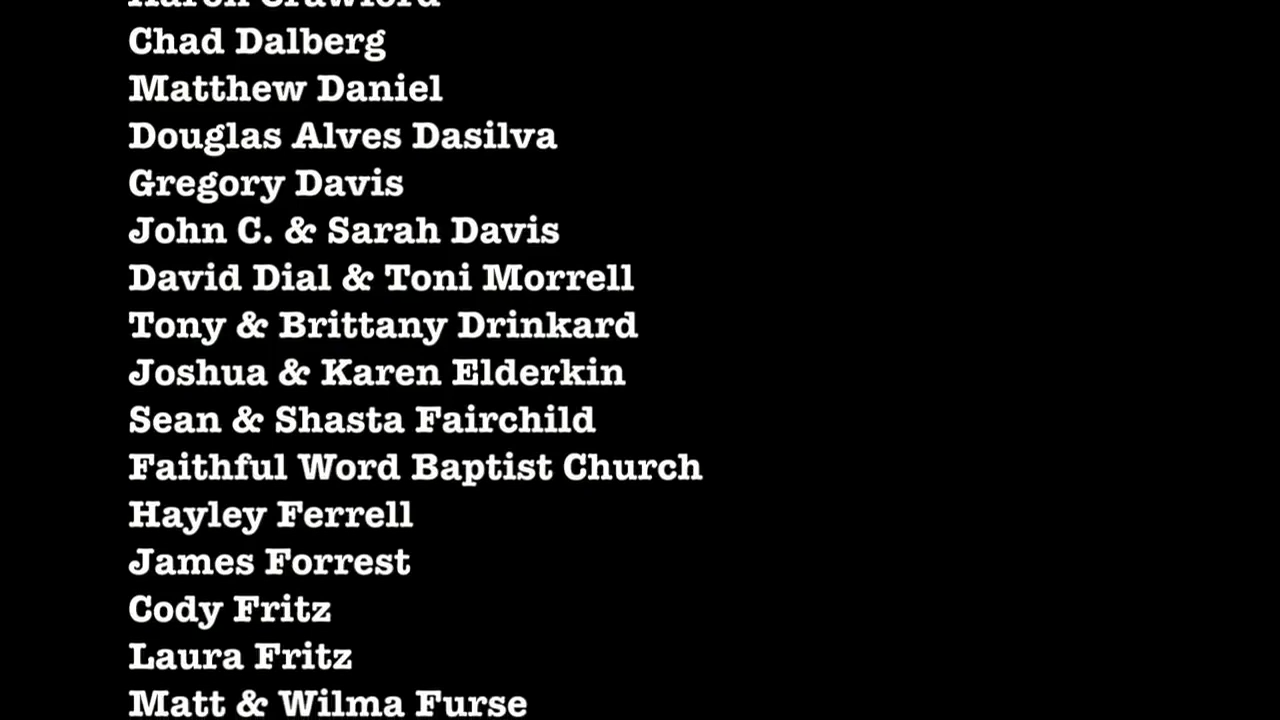 Aaron Crawford
Chad Dalberg
Matthew Daniel
Douglas Alves Dasilva
Gregory Davis
John C. & Sarah Davis
David Dial & Toni Morrell
Tony & Brittany Drinkard
Joshua & Karen Elderkin
Sean & Shasta Fairchild
Faithful Word Baptist Church
Hayley Ferrell
James Forrest
Cody Fritz
Laura Fritz
Matt & Wilma Furse